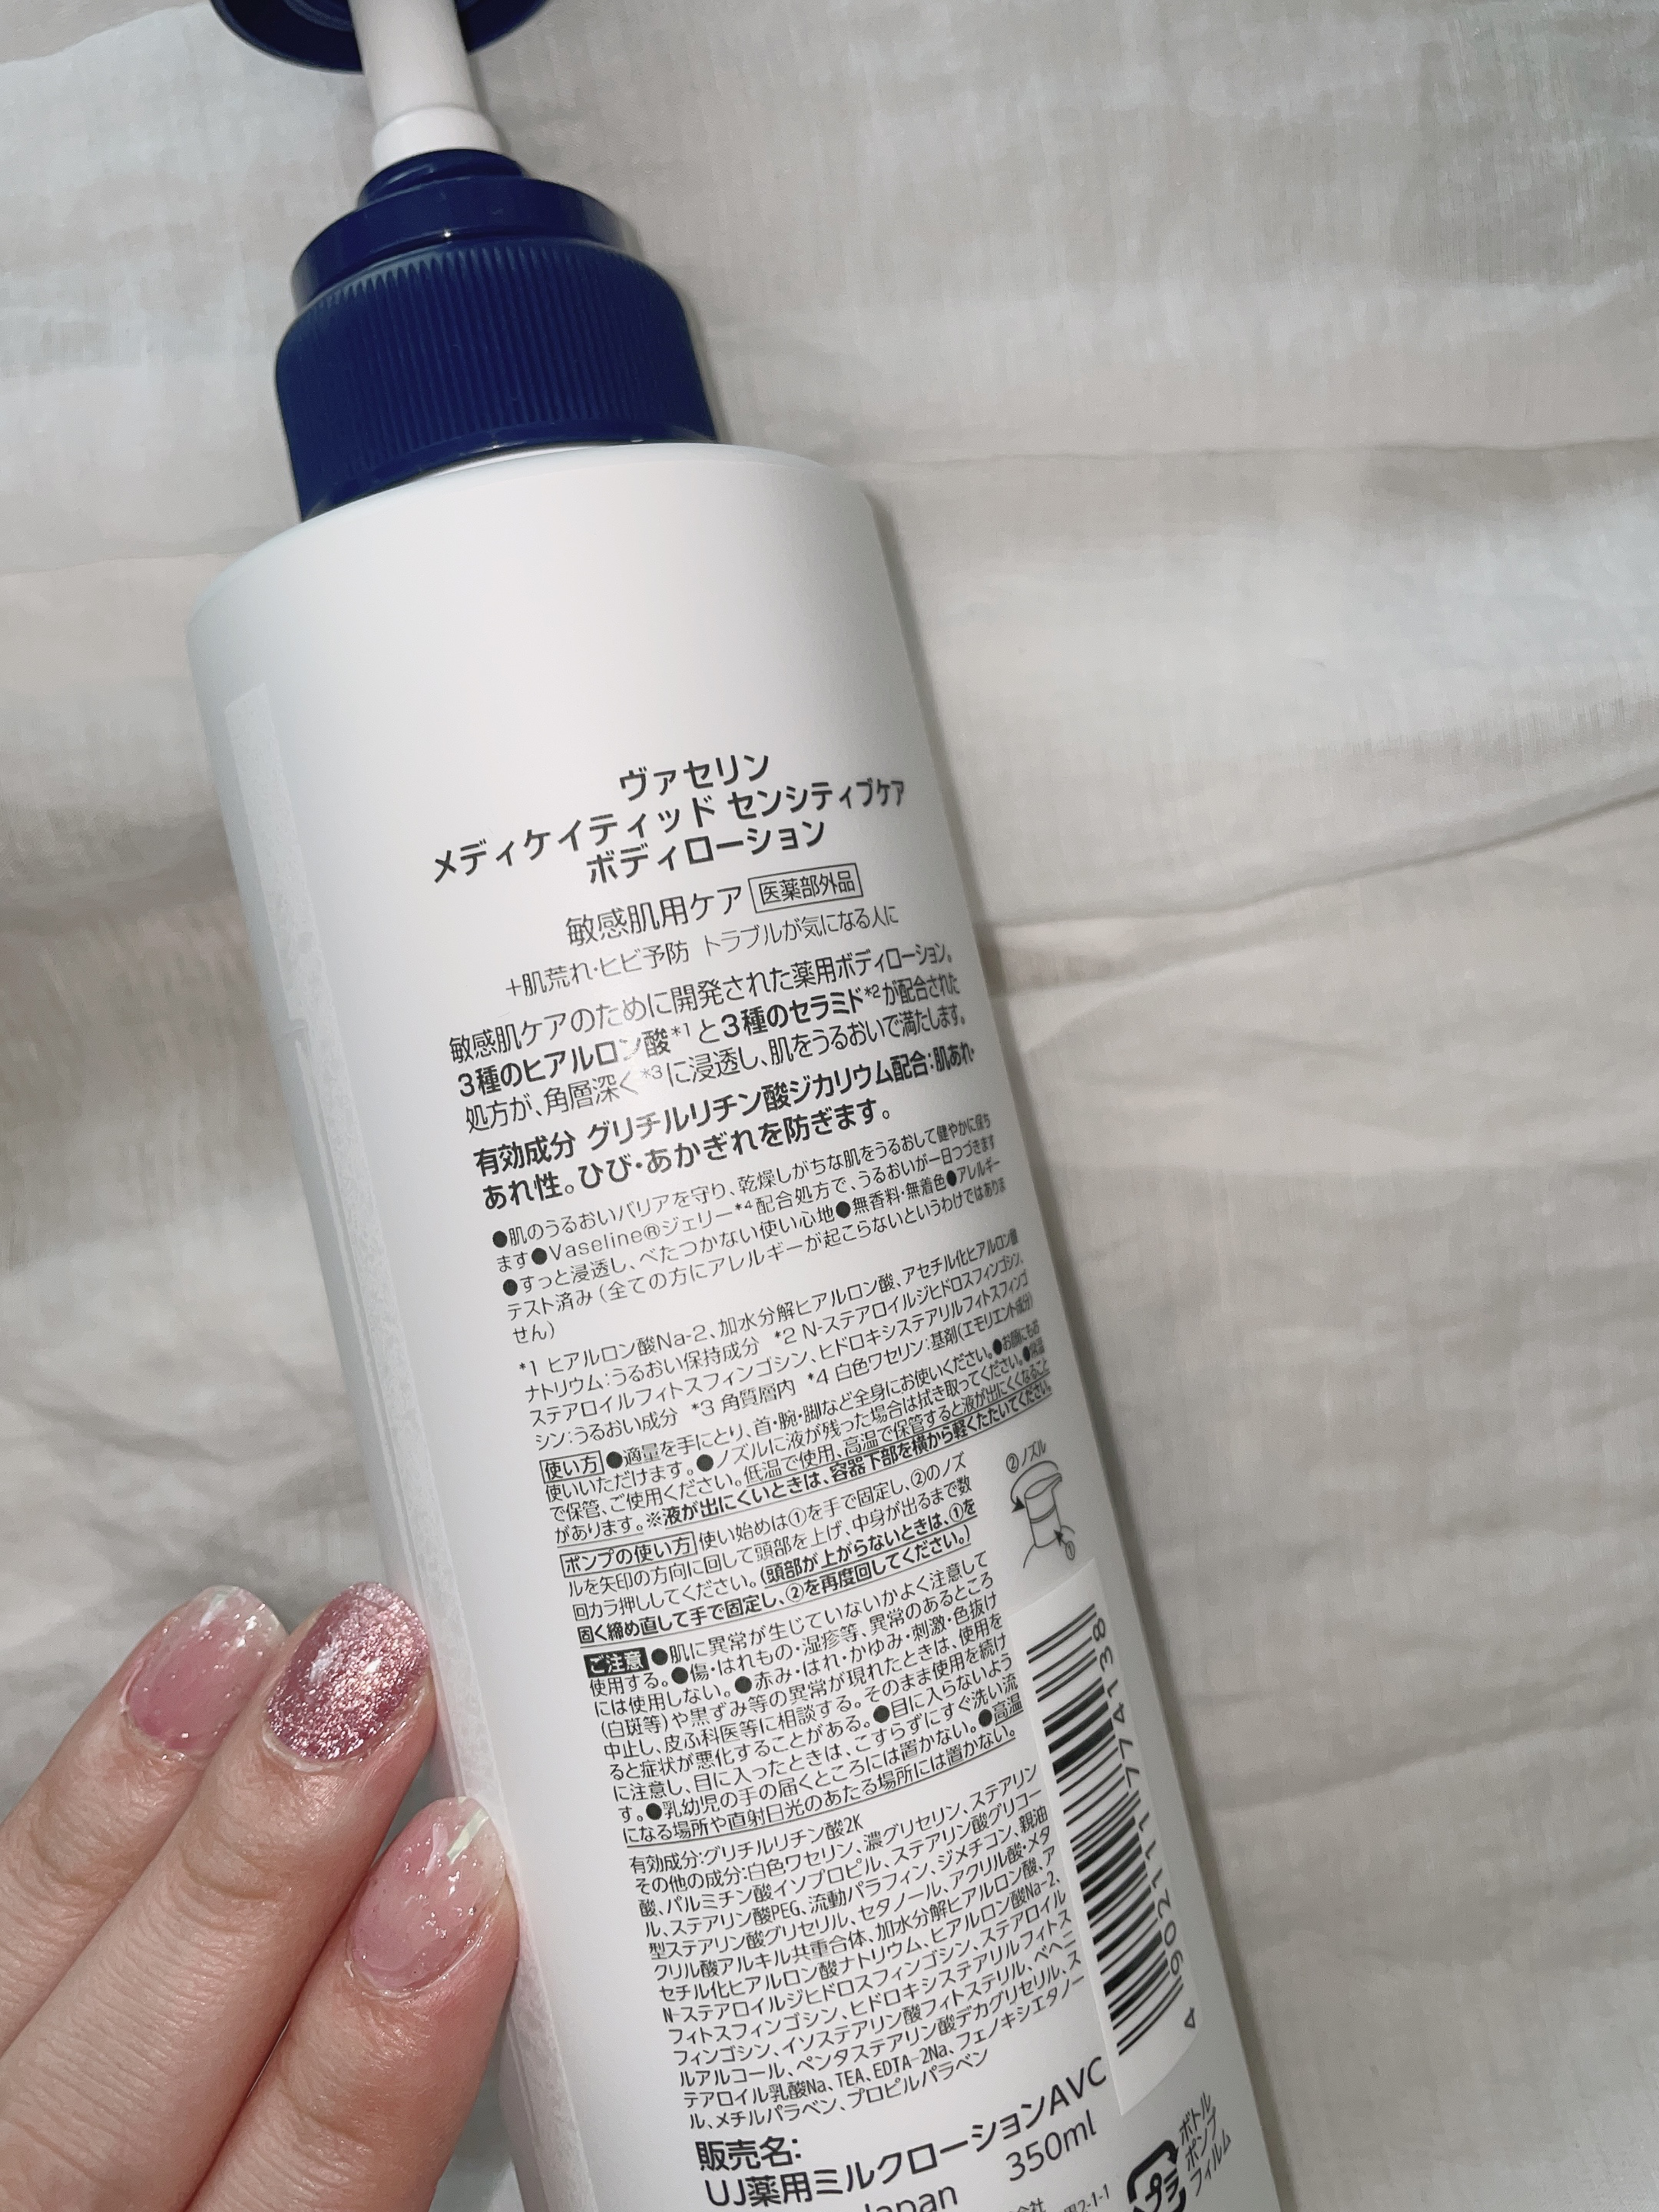 ヴァセリン
メディケイティッド センシティブケア
ボディローション
敏感肌用ケア 医薬部外品
+肌荒れ・ヒビ予防 トラブルが気になる人に
敏感肌ケアのために開発された薬用ボディローション。
3種のヒアルロン酸*1と3種のセラミド*2が配合された
処方が、角層深く*3に浸透し、肌をうるおいで満たします。
有効成分 グリチルリチン酸ジカリウム配合:肌あれ・
あれ性。ひび・あかぎれを防ぎます。
●肌のうるおいバリアを守り、乾燥しがちな肌をうるおして健やかに保ち
ます●Vaseline®ジェリー*4配合処方で、うるおいが一日つづきます
●すっと浸透し、べたつかない使い心地●無香料・無着色●アレルギー
テスト済み(全ての方にアレルギーが起こらないというわけではありま
せん)
*1 ヒアルロン酸Na-2、加水分解ヒアルロン酸、アセチル化ヒアルロン酸
ナトリウム:うるおい保持成分 *2 N-ステアロイルジヒドロスフィンゴシン、
ステアロイルフィトスフィンゴシン、ヒドロキシステアリルフィトスフィンゴ
シン:うるおい成分 *3 角質層内 *4 白色ワセリン:基剤(エモリエント成分)
使い方 ●適量を手にとり、首・腕・脚など全身にお使いください。●お顔にもお
使いいただけます。●ノズルに液が残った場合は拭き取ってください。●常温
で保管、ご使用ください。低温で使用、高温で保管すると液が出にくくなること
があります。※液が出にくいときは、容器下部を横から軽くたたいてください。
ポンプの使い方 使い始めは①を手で固定し、②のノズ
ルを矢印の方向に回して頭部を上げ、中身が出るまで数
回カラ押ししてください。(頭部が上がらないときは、①を
固く締め直して手で固定し、②を再度回してください。)
②ノズル
①
ご注意 ●肌に異常が生じていないかよく注意して
使用する。●傷・はれもの・湿疹等、異常のあるところ
には使用しない。●赤み・はれ・かゆみ・刺激・色抜け
(白斑等)や黒ずみ等の異常が現れたときは、使用を
中止し、皮ふ科医等に相談する。そのまま使用を続け
ると症状が悪化することがある。●目に入らないよう
に注意し、目に入ったときは、こすらずにすぐ洗い流
す。●乳幼児の手の届くところには置かない。●高温
になる場所や直射日光のあたる場所には置かない。
有効成分:グリチルリチン酸2K
その他の成分:白色ワセリン、濃グリセリン、ステアリン
酸、パルミチン酸イソプロピル、ステアリン酸グリコー
ル、ステアリン酸PEG、流動パラフィン、ジメチコン、親油
型ステアリン酸グリセリル、セタノール、アクリル酸・メタ
クリル酸アルキル共重合体、加水分解ヒアルロン酸、ア
セチル化ヒアルロン酸ナトリウム、ヒアルロン酸Na-2、
N-ステアロイルジヒドロスフィンゴシン、ステアロイル
フィトスフィンゴシン、ヒドロキシステアリルフィトス
フィンゴシン、イソステアリン酸フィトステリル、ベヘニ
ルアルコール、ペンタステアリン酸デカグリセリル、ス
テアロイル乳酸Na、TEA、EDTA-2Na、フェノキシエタノー
ル、メチルパラベン、プロピルパラベン
4 902111 774138
販売名:
UJ薬用ミルクローションAVC
350ml
Japan
会社
2-1-1
プラ
ボトル
ポンプ
フィルム